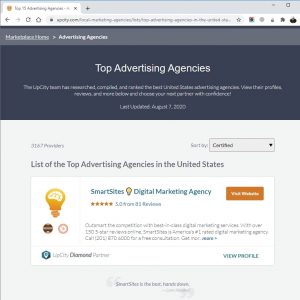 Top 15 Advertising Agencies - A
upcity.com/local-marketing-agencies/lists/top-advertising-agencies-in-the-united-sta
Marketplace Home > Advertising Agencies
Top Advertising Agencies
The UpCity team has researched, compiled, and ranked the best United States advertising agencies. View their profiles,
reviews, and more below and choose your next partner with confidence!
Last Updated: August 7, 2020
3167 Providers
Sort by: Certified
List of the Top Advertising Agencies in the United States
SmartSites Digital Marketing Agency
Visit Website
5.0 from 81 Reviews
Outsmart the competition with best-in-class digital marketing services. With over
150 5-star reviews online, SmartSites is America's #1 rated digital marketing agency.
Call (201) 870 6000 for a free consultation. Get mor. more >
UpCity Diamond Partner
VIEW PROFILE
SmartSites is the best, hands down.